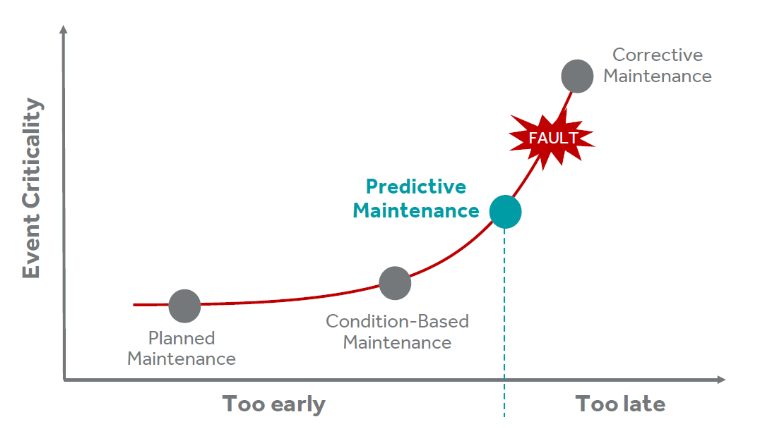 Corrective
Maintenance
FAULT
Event Criticality
Predictive
Maintenance
Condition-Based
Maintenance
Planned
Maintenance
Too early
Too late